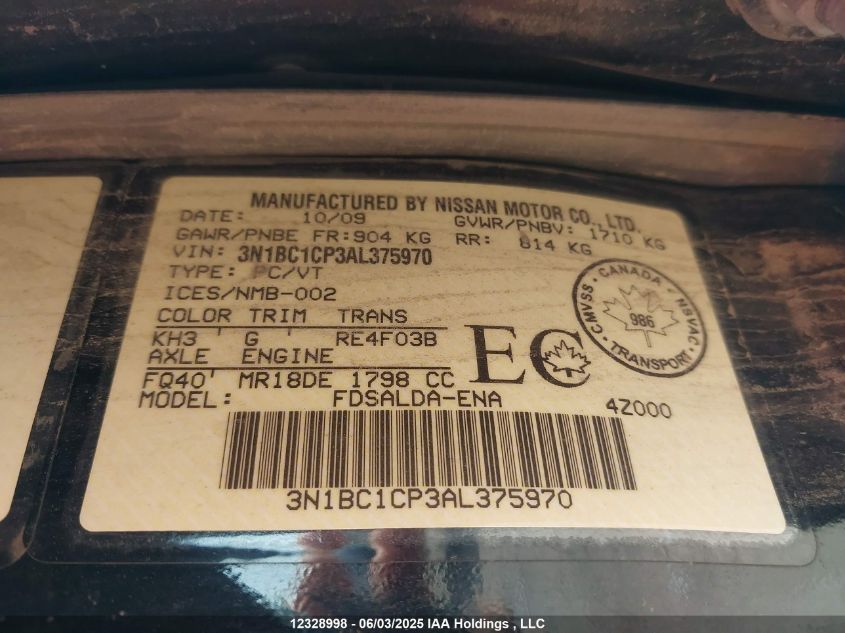 MANUFACTURED BY NISSAN MOTOR CO., LTD.
DATE: 10/09 GVWR/PNBV: 1710 KG
GAWR/PNBE FR: 904 KG RR: 814 KG
VIN: 3N1BC1CP3AL375970
TYPE: PC/VT
ICES/NMB-002
COLOR TRIM TRANS
KH3 G RE4F03B
AXLE ENGINE
FQ40 MR18DE 1798 CC
MODEL: FDSALDA-ENA 4Z000
EC
CMVSS · CANADA · NSVAC · TRANSPORT ·
986
3N1BC1CP3AL375970
12328998 - 06/03/2025 IAA Holdings , LLC